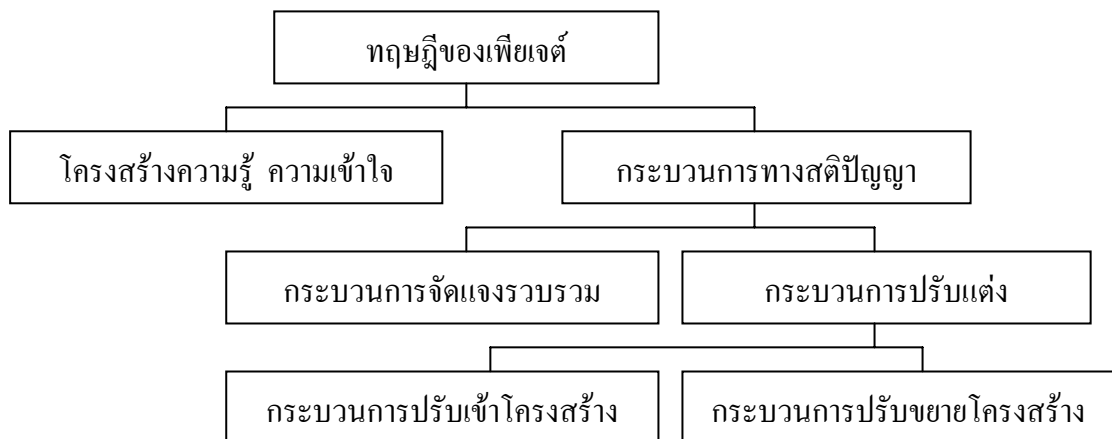 ทฤษฎีของเพียเจต์
โครงสร้างความรู้ ความเข้าใจ
กระบวนการทางสติปัญญา
กระบวนการจัดแจงรวบรวม
กระบวนการปรับแต่ง
กระบวนการปรับเข้าโครงสร้าง
กระบวนการปรับขยายโครงสร้าง